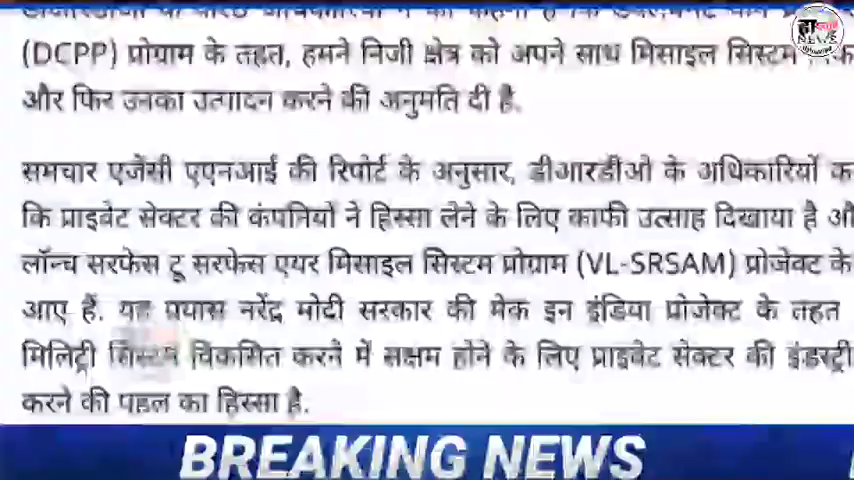 (DCPP) प्रोग्राम के तहत, हमने निजी क्षेत्र को अपने साथ मिसाइल सिस्टम
और फिर उनका उत्पादन करने की अनुमति दी है.
समचार एजेंसी एएनआई की रिपोर्ट के अनुसार, डीआरडीओ के अधिकारियों
कि प्राइवेट सेक्टर की कंपनियों ने हिस्सा लेने के लिए काफी उत्साह दिखाया है
लॉन्च सरफेस टू सरफेस एयर मिसाइल सिस्टम प्रोग्राम (VL-SRSAM) प्रोजेक्ट के
आए हैं. यह प्रयास नरेंद्र मोदी सरकार की मेक इन इंडिया प्रोजेक्ट के तहत
मिलिट्री सिस्टम विकसित करने में सक्षम होने के लिए प्राइवेट सेक्टर की इंडस्ट्री
करने की पहल का हिस्सा है.
BREAKING NEWS
NEWS